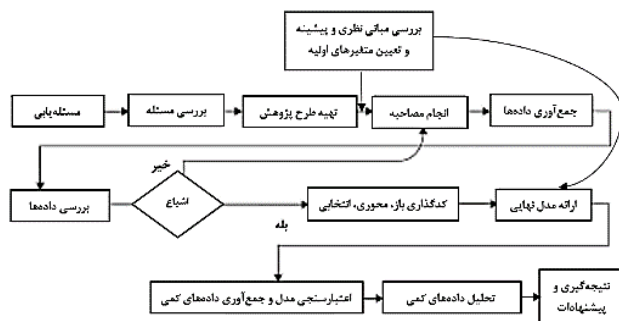 بررسی مبانی نظری و پیشینه
و تعیین متغیرهای اولیه
مسئله‌یابی
بررسی مسئله
تهیه طرح پژوهش
انجام مصاحبه
جمع‌آوری داده‌ها
خیر
بررسی داده‌ها
اشباع
کدگذاری باز، محوری، انتخابی
ارائه مدل نهایی
بله
اعتبارسنجی مدل و جمع‌آوری داده‌های کمی
تحلیل داده‌های کمی
نتیجه‌گیری و
پیشنهادات